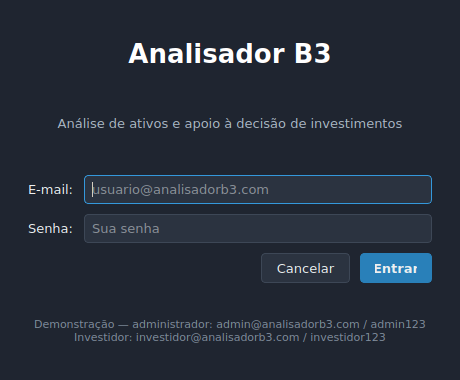 Analisador B3
Análise de ativos e apoio à decisão de investimentos
E-mail: usuario@analisadorb3.com
Senha: Sua senha
Cancelar Entrar
Demonstração — administrador: admin@analisadorb3.com / admin123
Investidor: investidor@analisadorb3.com / investidor123